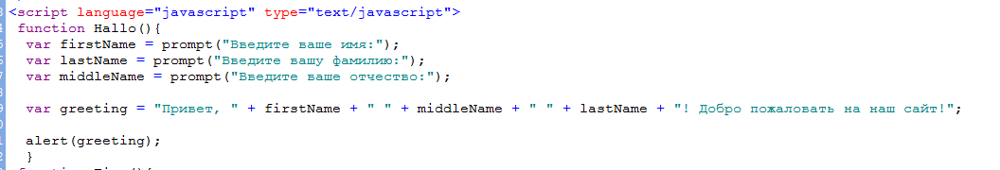 <script language="javascript" type="text/javascript">
function Hallo(){
var firstName = prompt("Введите ваше имя:");
var lastName = prompt("Введите вашу фамилию:");
var middleName = prompt("Введите ваше отчество:");
var greeting = "Привет, " + firstName + " " + middleName + " " + lastName + "! Добро пожаловать на наш сайт!";
alert(greeting);
}